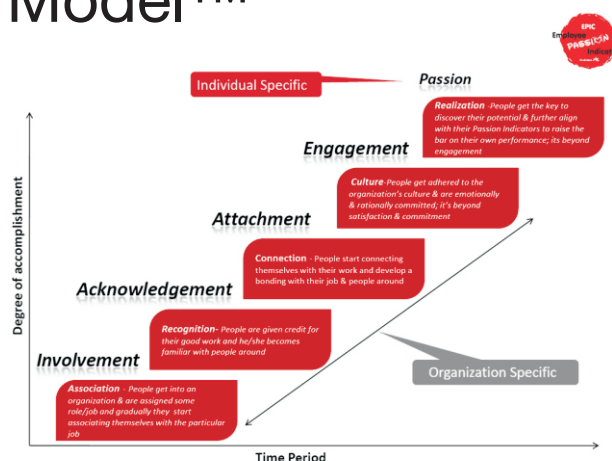 Model™
EPIC
Employee
PASSION
Indicat
Individual Specific
Passion
Realization -People get the key to
discover their potential & further align
with their Passion Indicators to raise the
bar on their own performance; its beyond
engagement
Engagement
Culture-People get adhered to the
organization's culture & are emotionally
& rationally committed; it's beyond
satisfaction & commitment
Attachment
Connection - People start connecting
themselves with their work and develop a
bonding with their job & people around
Acknowledgement
Recognition- People are given credit for
their good work and he/she becomes
familiar with people around
Involvement
Association - People get into an
organization & are assigned some
role/job and gradually they start
associating themselves with the particular
job
Organization Specific
Degree of accomplishment
Time Period